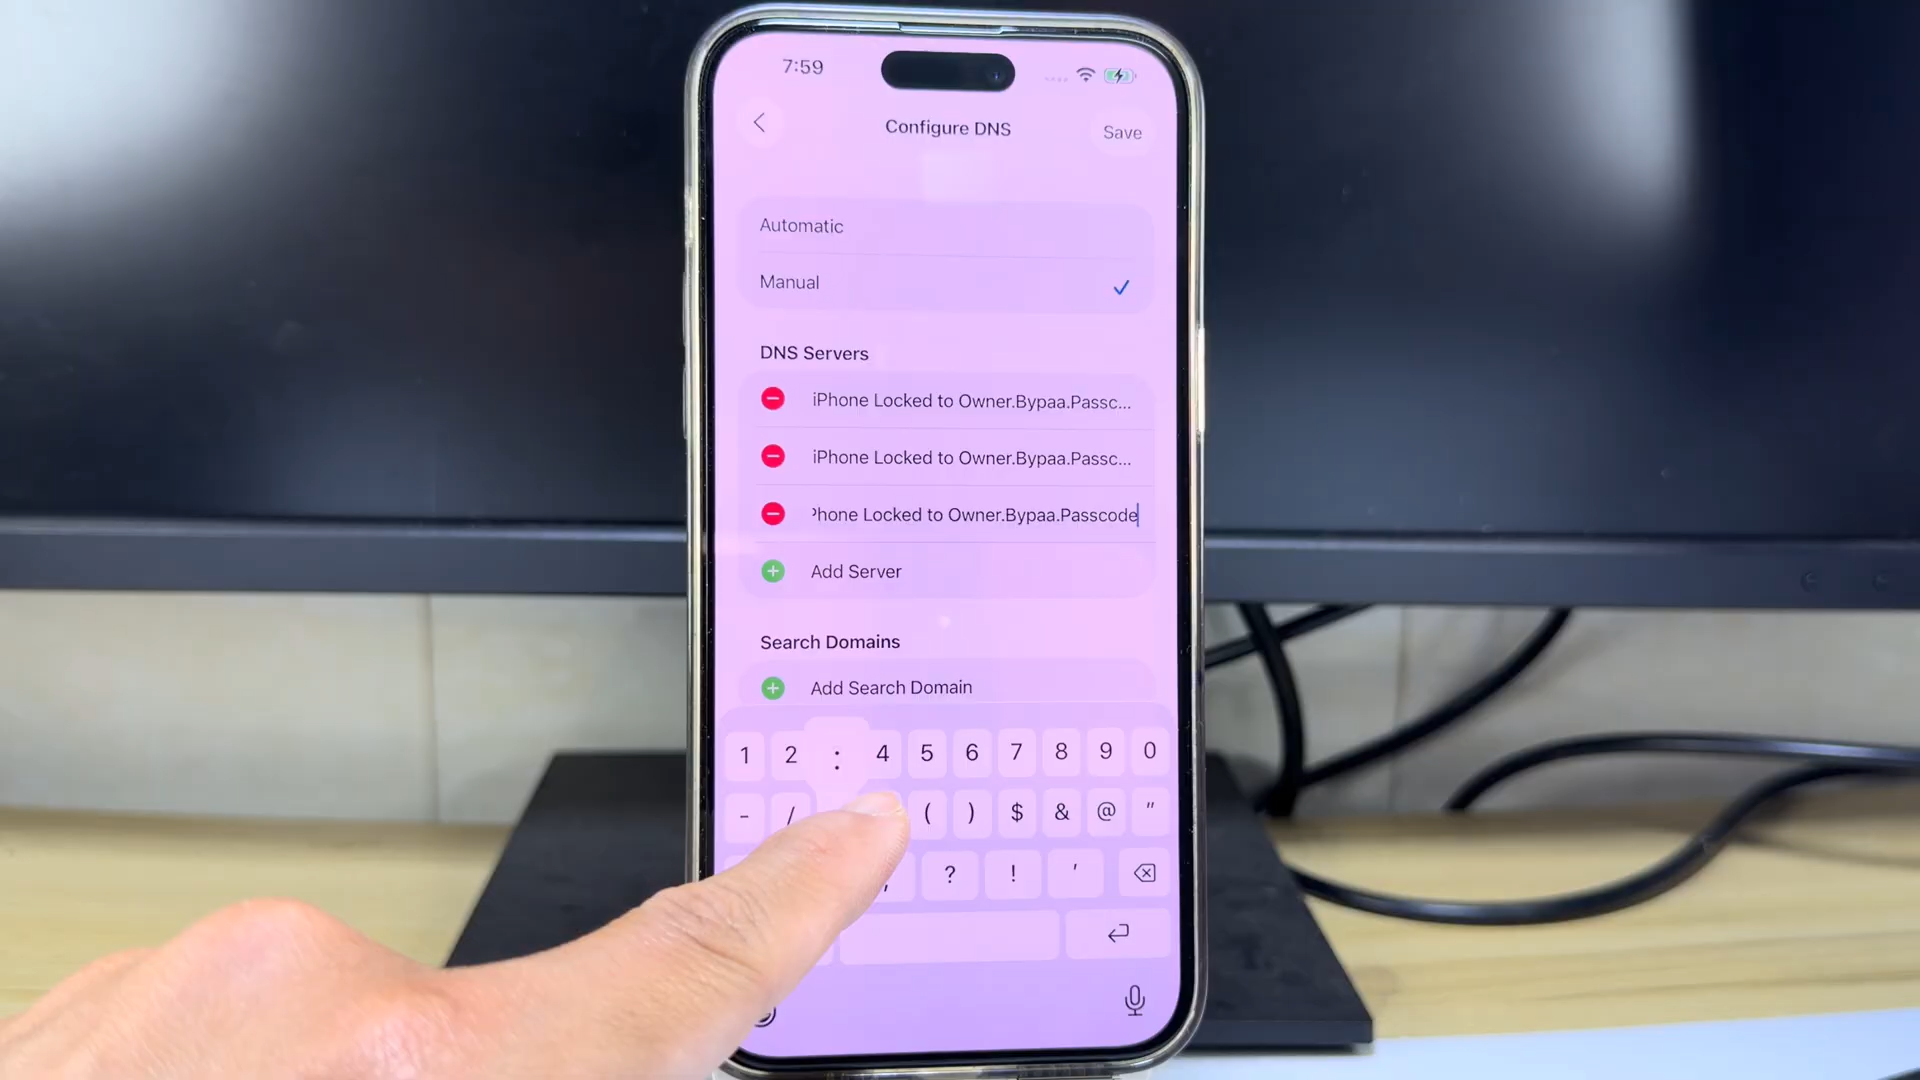 7:59
Configure DNS
Save
Automatic
Manual
DNS Servers
iPhone Locked to Owner.Bypaa.Passc...
iPhone Locked to Owner.Bypaa.Passc...
Phone Locked to Owner.Bypaa.Passcode
Add Server
Search Domains
Add Search Domain
1 2 : 4 5 6 7 8 9 0
- / ( ) $ & @ "
, ? ! '